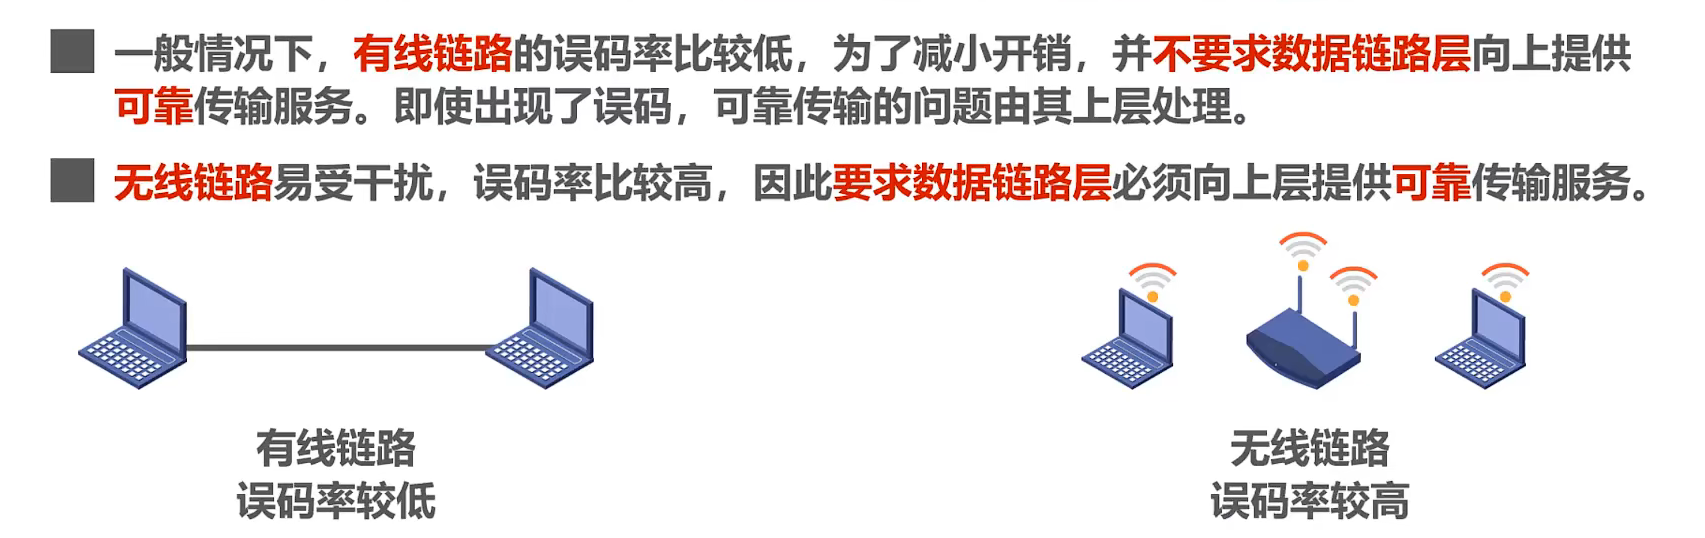 一般情况下，有线链路的误码率比较低，为了减小开销，并不要求数据链路层向上提供
可靠传输服务。即使出现了误码，可靠传输的问题由其上层处理。
无线链路易受干扰，误码率比较高，因此要求数据链路层必须向上层提供可靠传输服务。
有线链路
误码率较低
无线链路
误码率较高